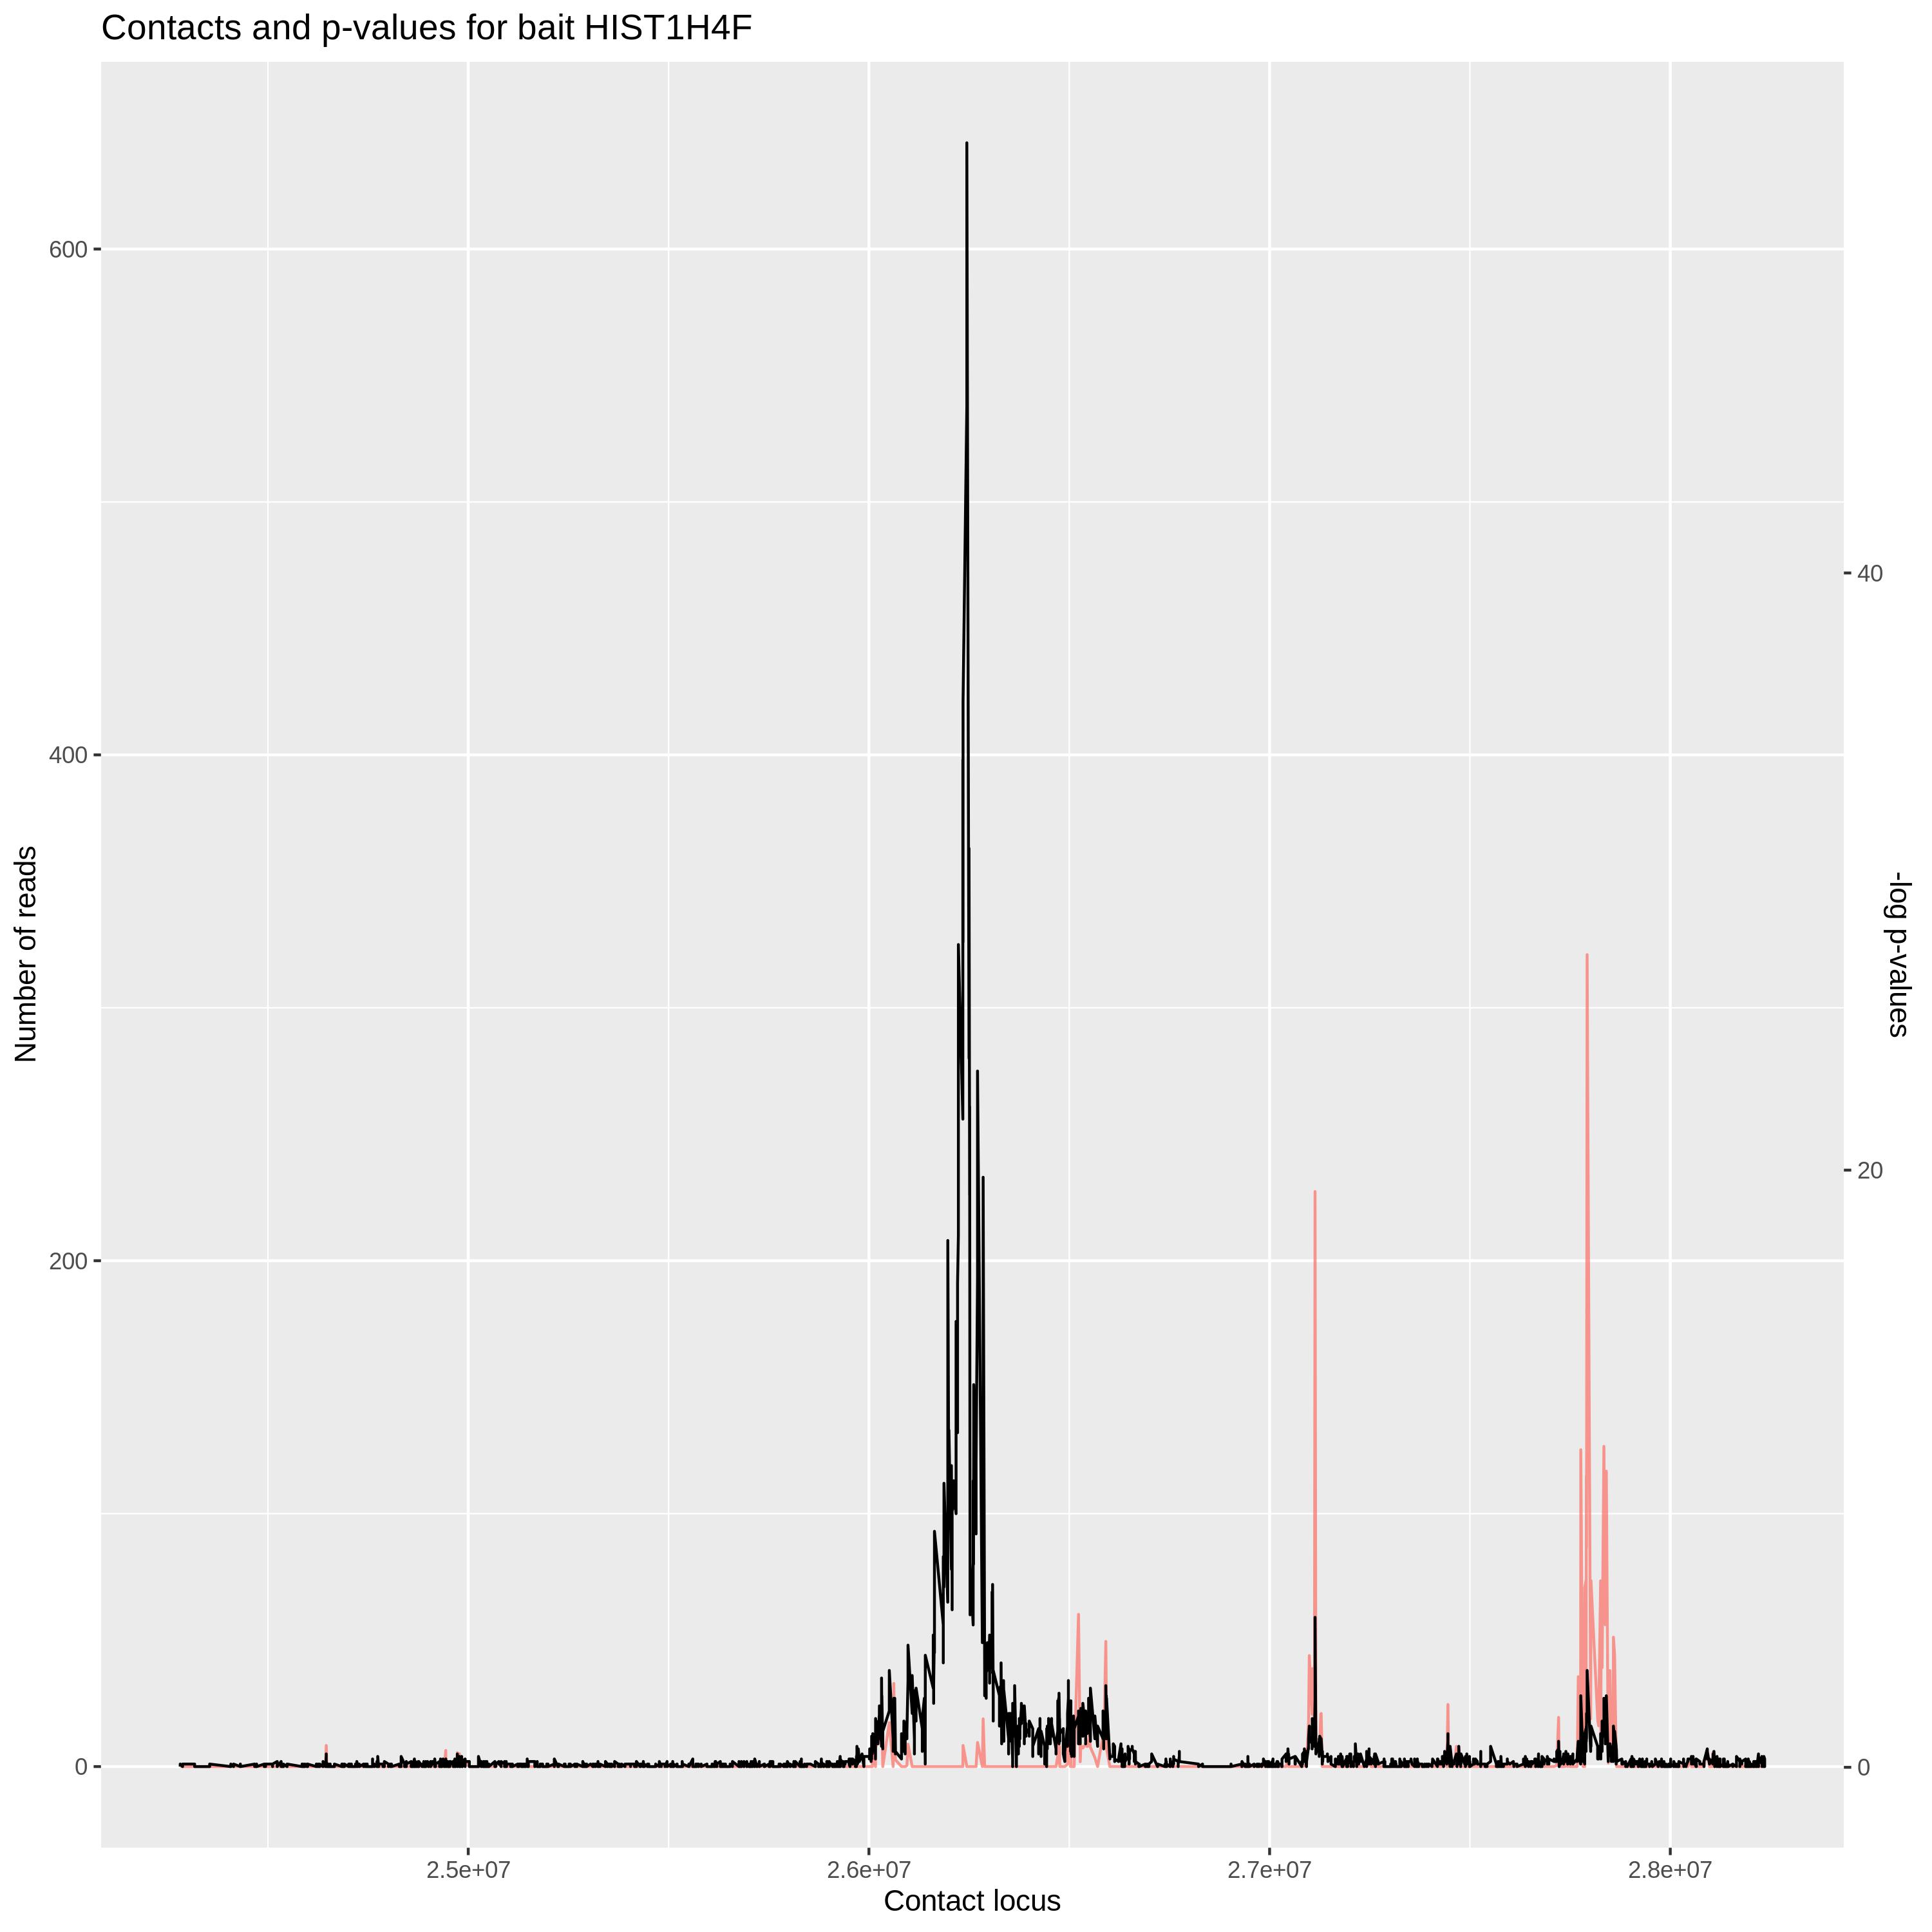 Contacts and p-values for bait HIST1H4F
600
400
200
0
Number of reads
40
20
0
-log p-values
2.5e+07 2.6e+07 2.7e+07 2.8e+07
Contact locus